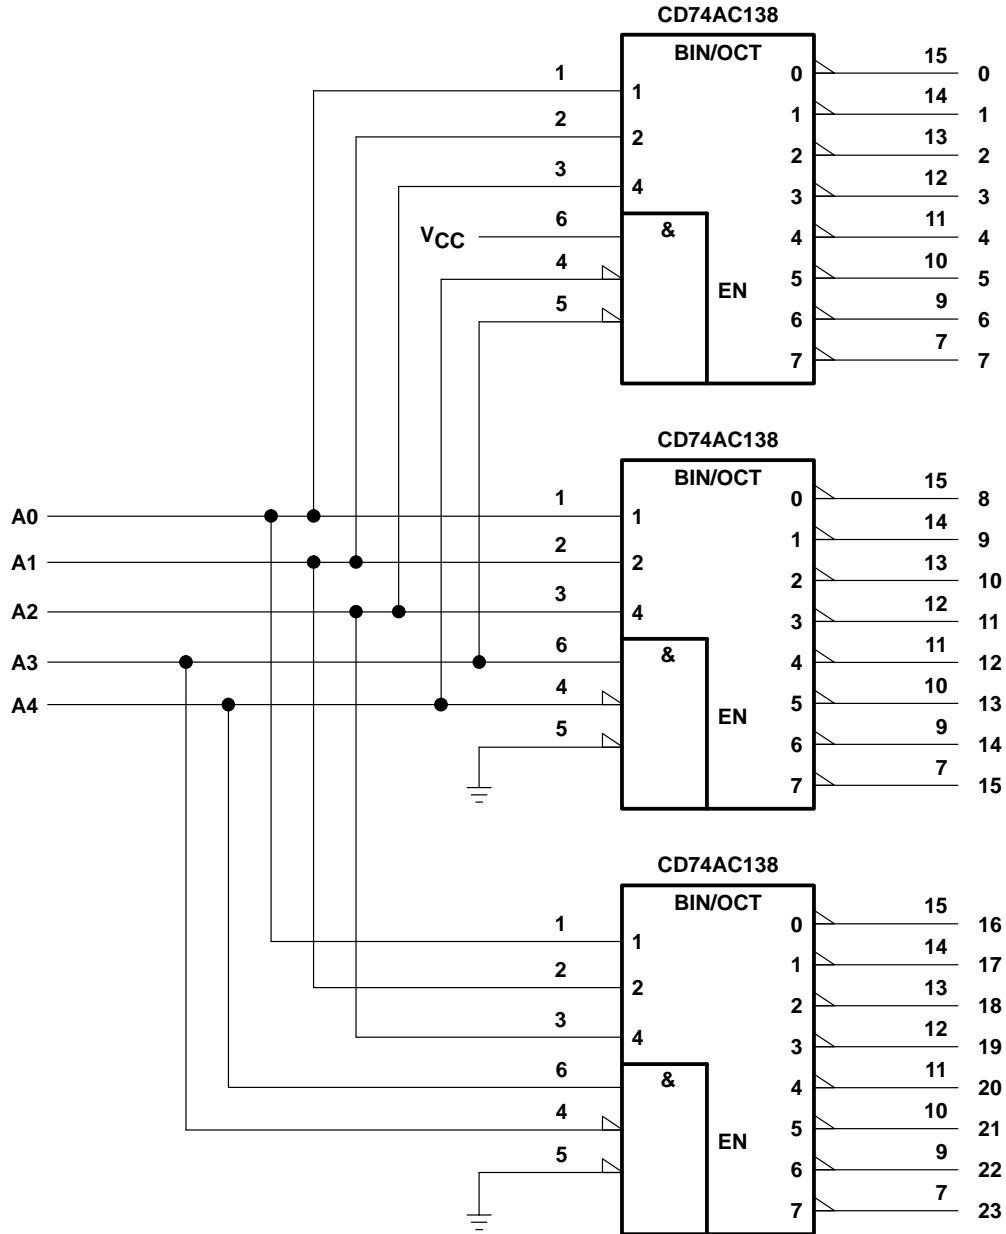 CD74AC138
BIN/OCT
1 1 0 15 0
2 2 1 14 1
3 4 2 13 2
3 12 3
VCC 6 & 4 11 4
4 5 10 5
EN
5 6 9 6
7 7 7
CD74AC138
BIN/OCT
0 15 8
A0 1 1 1 14 9
A1 2 2 2 13 10
A2 3 4 3 12 11
A3 6 & 4 11 12
A4 4 5 10 13
EN
5 6 9 14
7 7 15
CD74AC138
BIN/OCT
0 15 16
1 1 1 14 17
2 2 2 13 18
3 4 3 12 19
6 & 4 11 20
4 5 10 21
EN
5 6 9 22
7 7 23